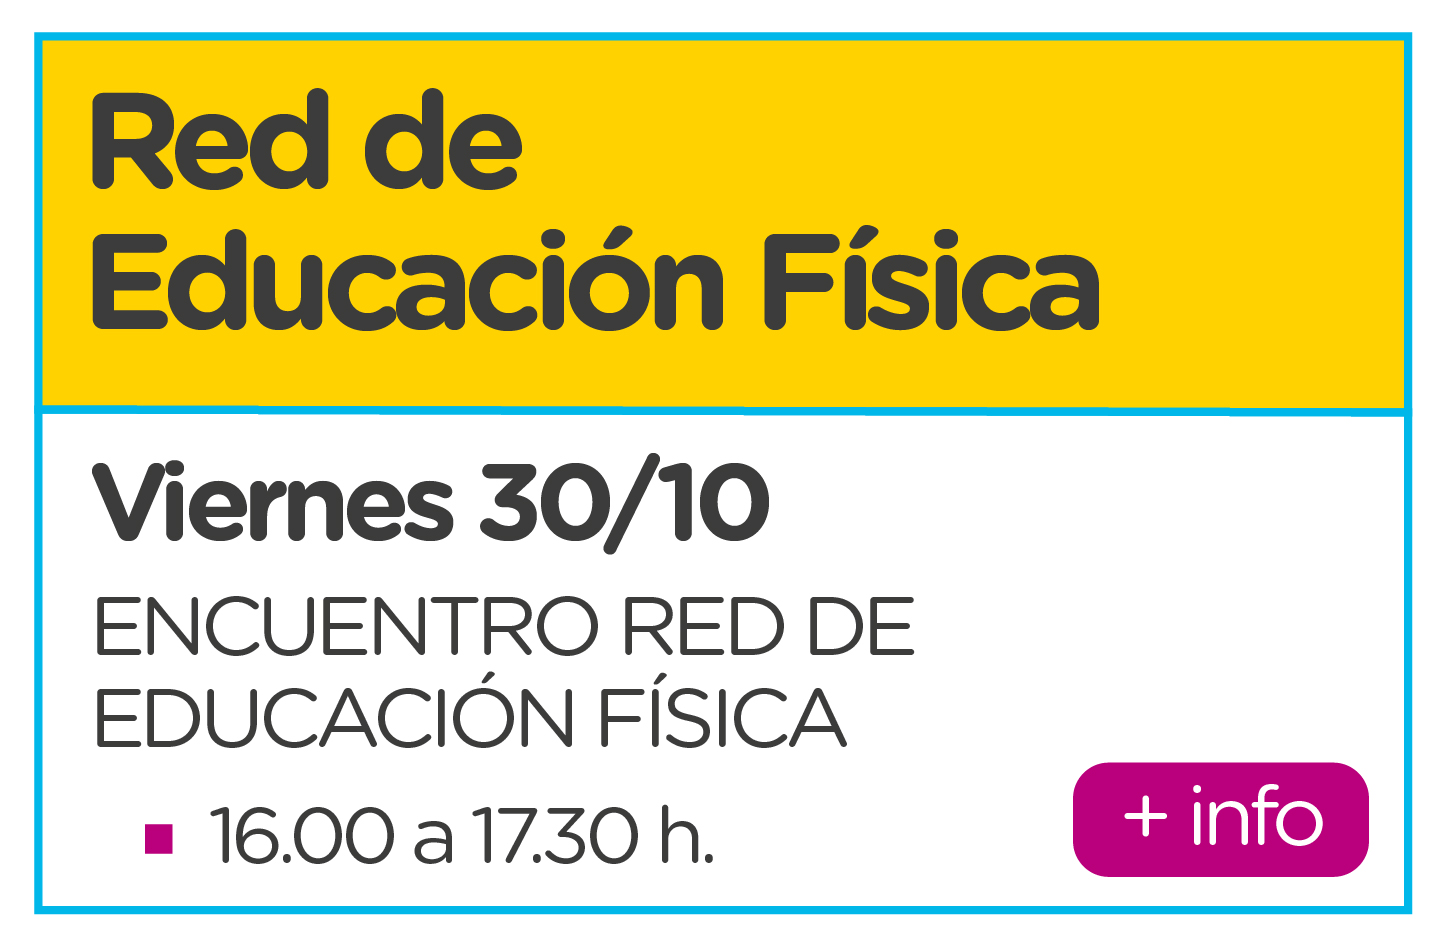 Red de
Educación Física
Viernes 30/10
ENCUENTRO RED DE
EDUCACIÓN FÍSICA
16.00 a 17.30 h.
+ info